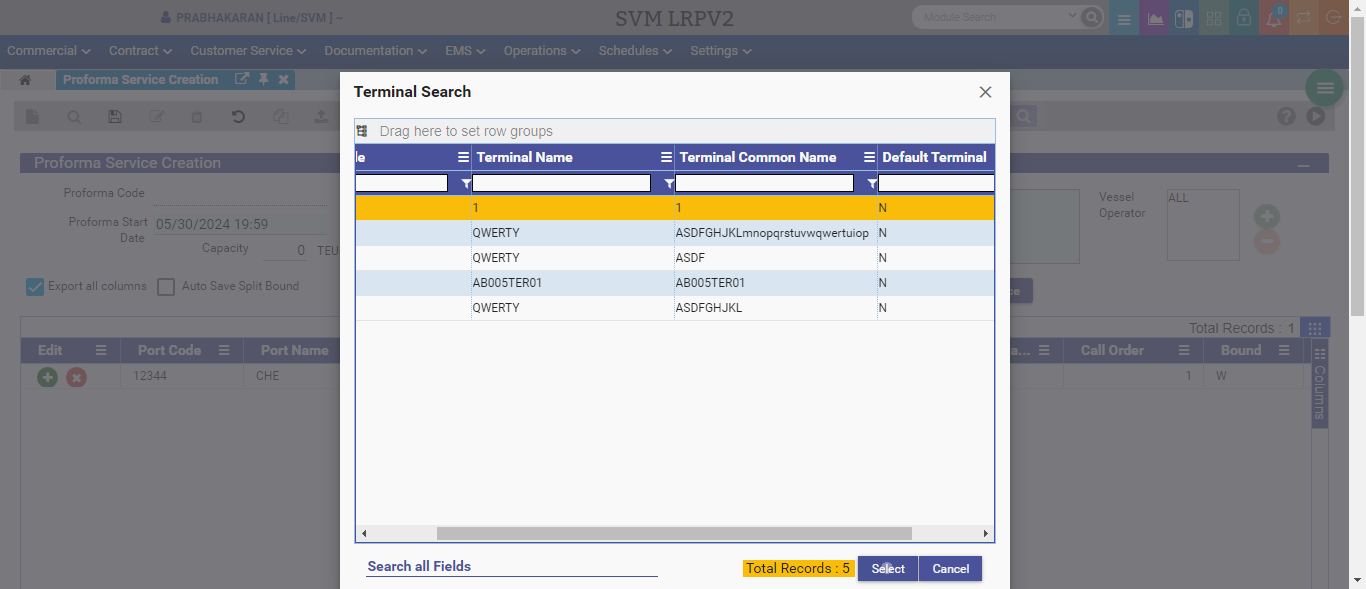 PRABHAKARAN [ Line/SVM ] ~
SVM LRPV2
Module Search
0
Commercial
Contract
Customer Service
Documentation
EMS
Operations
Schedules
Settings
Proforma Service Creation
Terminal Search
Drag here to set row groups
le Terminal Name Terminal Common Name Default Terminal
1 1 N
QWERTY ASDFGHJKLmnopqrstuvwqwertuiop N
QWERTY ASDF N
AB005TER01 AB005TER01 N
QWERTY ASDFGHJKL N
Search all Fields
Total Records : 5
Select
Cancel
Proforma Service Creation
Proforma Code
Proforma Start Date 05/30/2024 19:59
Capacity 0 TEU
Vessel Operator
ALL
Export all columns
Auto Save Split Bound
ce
Total Records : 1
Edit Port Code Port Name a... Call Order Bound
12344 CHE 1 W
Columns